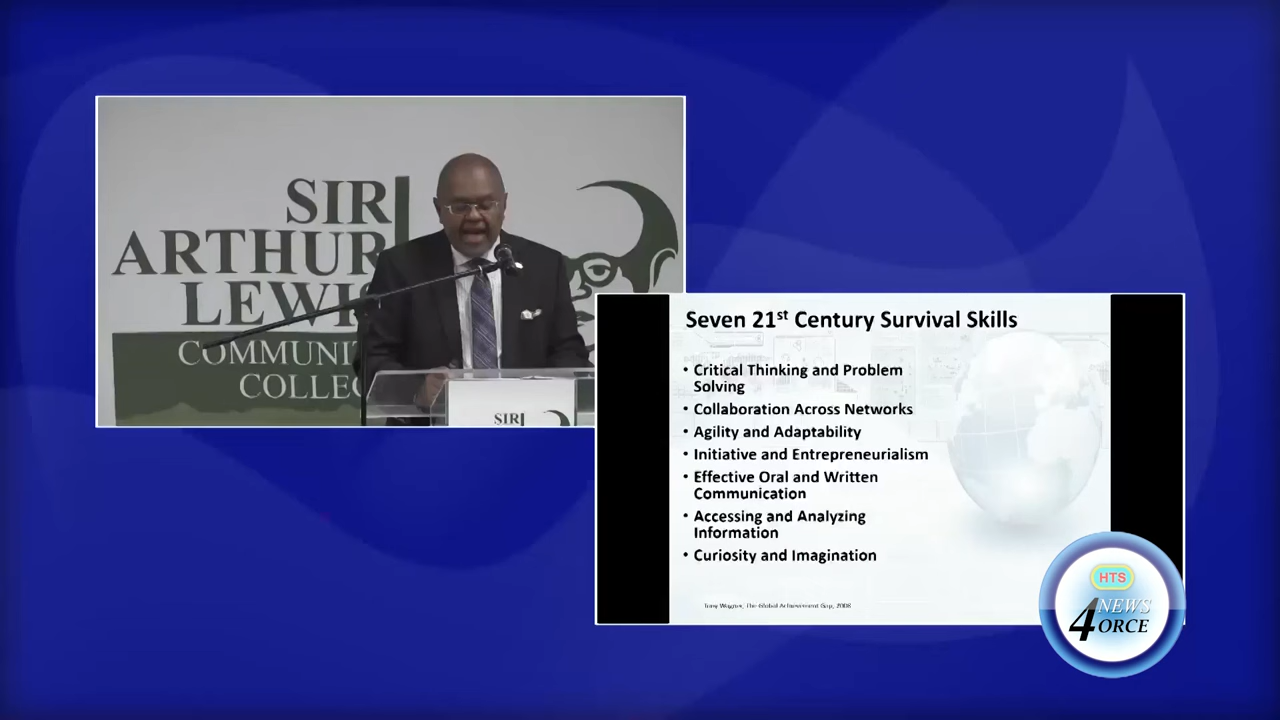 SIR
ARTHUR
LEWIS
COMMUNI
COLLEG
SIR
Seven 21st Century Survival Skills
• Critical Thinking and Problem
Solving
• Collaboration Across Networks
• Agility and Adaptability
• Initiative and Entrepreneurialism
• Effective Oral and Written
Communication
• Accessing and Analyzing
Information
• Curiosity and Imagination
Tony Wagner, The Global Achievement Gap, 2008
HTS
NEWS
4ORCE